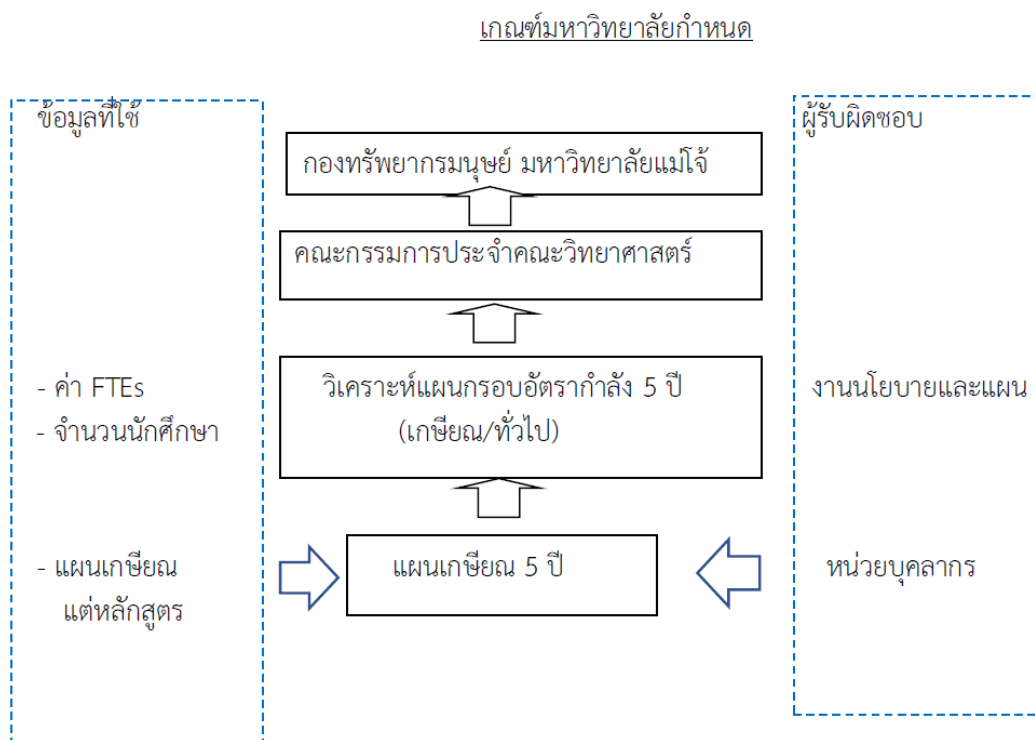 เกณฑ์มหาวิทยาลัยกำหนด
ข้อมูลที่ใช้
ผู้รับผิดชอบ
กองทรัพยากรมนุษย์ มหาวิทยาลัยแม่โจ้
คณะกรรมการประจำคณะวิทยาศาสตร์
- ค่า FTEs
- จำนวนนักศึกษา
วิเคราะห์แผนกรอบอัตรากำลัง 5 ปี
(เกษียณ/ทั่วไป)
งานนโยบายและแผน
- แผนเกษียณ
แต่หลักสูตร
แผนเกษียณ 5 ปี
หน่วยบุคลากร